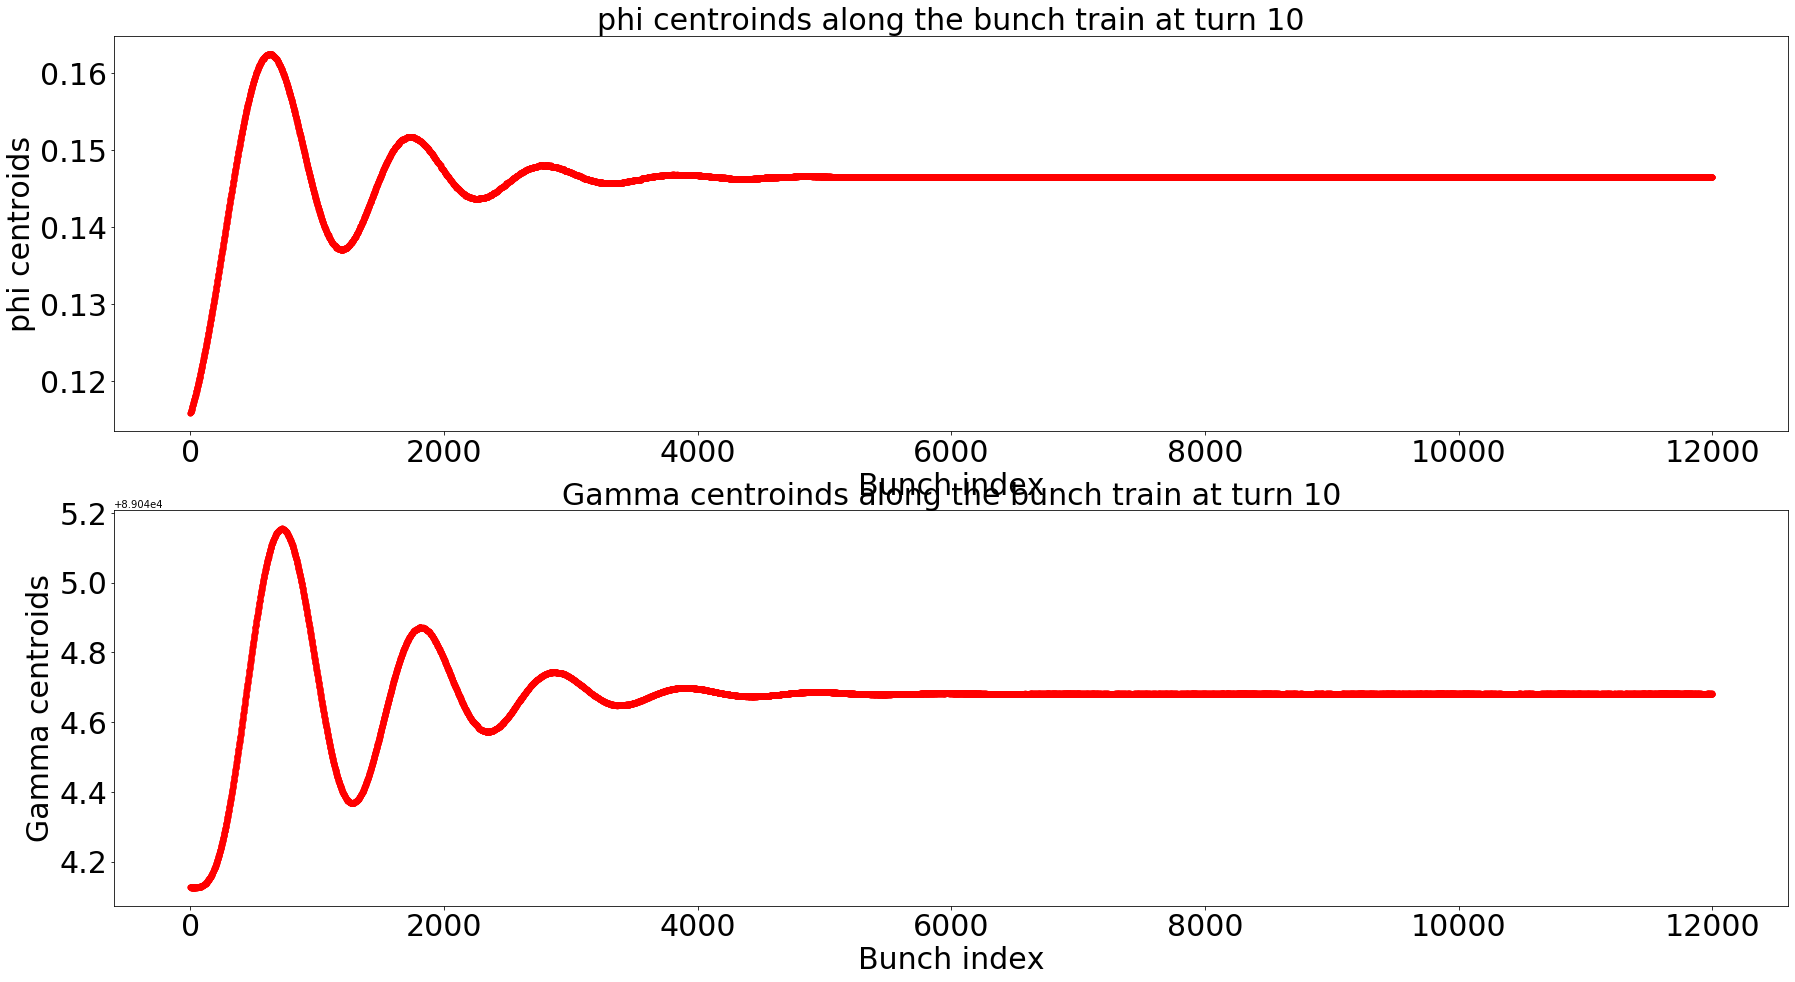 phi centroinds along the bunch train at turn 10
phi centroids
0.16
0.15
0.14
0.13
0.12
0 2000 4000 6000 8000 10000 12000
Bunch index
Gamma centroinds along the bunch train at turn 10
+8.904e4
Gamma centroids
5.2
5.0
4.8
4.6
4.4
4.2
0 2000 4000 6000 8000 10000 12000
Bunch index